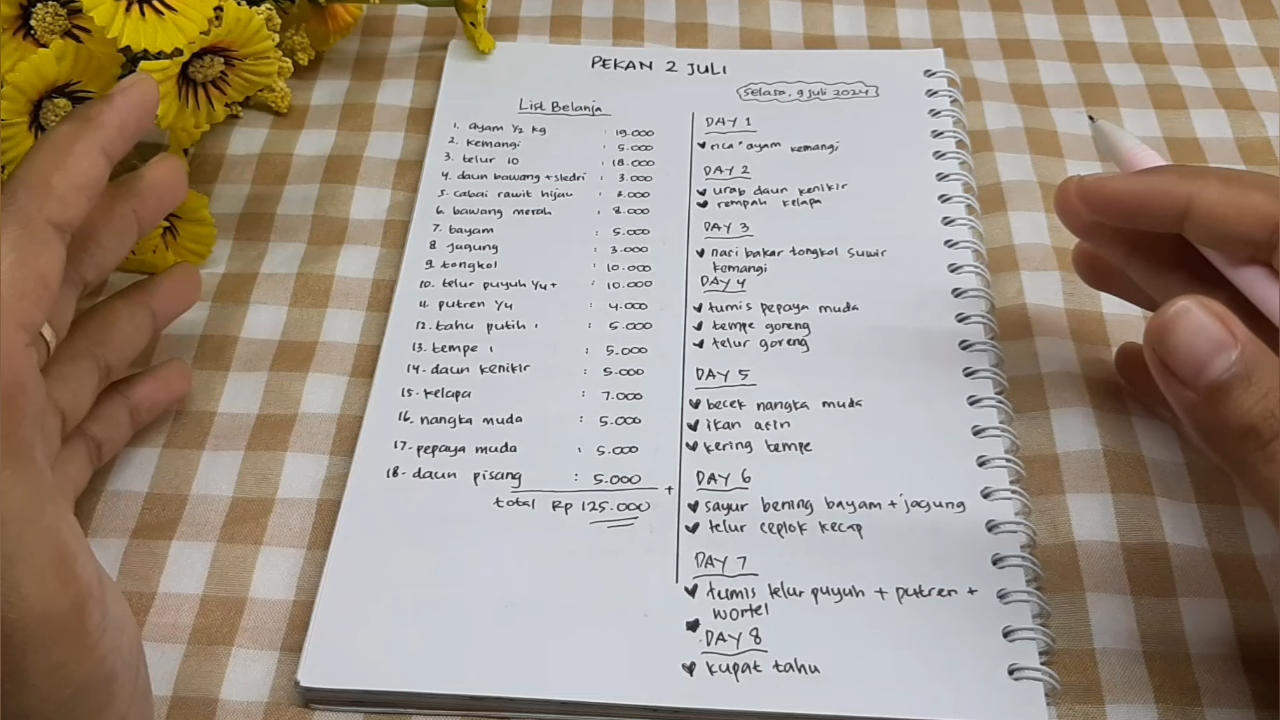 PEKAN 2 JULI
Selasa, 9 juli 2024
List Belanja
1. ayam 1/2 kg : 19.000
2. kemangi : 5.000
3. telur 10 : 18.000
4. daun bawang + sledri : 3.000
5. cabai rawit hijau : 3.000
6. bawang merah : 8.000
7. bayam : 5.000
8 Jagung : 3.000
9. tongkol : 10.000
10. telur puyuh 1/4 + : 10.000
11. putren 1/4 : 4.000
12. tahu putih 1 : 5.000
13. tempe 1 : 5.000
14. daun kenikir : 5.000
15. kelapa : 7.000
16. nangka muda : 5.000
17. pepaya muda : 5.000
18. daun pisang : 5.000
+
total Rp 125.000
DAY 1
rica" ayam kemangi
DAY 2
urab daun kenikir
rempah kelapa
DAY 3
nasi bakar tongkol suwir
kemangi
DAY 4
tumis pepaya muda
tempe goreng
telur goreng
DAY 5
becek nangka muda
ikan asin
kering tempe
DAY 6
sayur bening bayam + jagung
telur ceplok kecap
DAY 7
tumis telur puyuh + putren +
wortel
DAY 8
kupat tahu